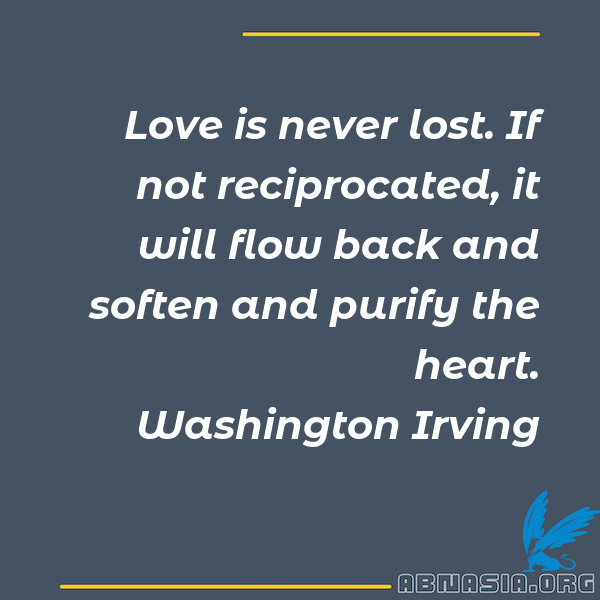 Love is never lost. If
not reciprocated, it
will flow back and
soften and purify the
heart.
Washington Irving
ABNASIA.ORG